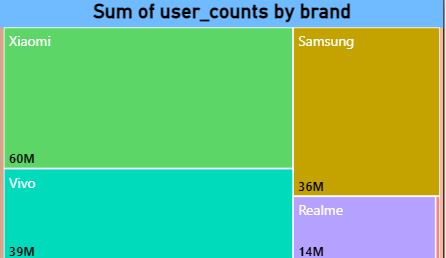 Sum of user_counts by brand
Xiaomi
60M
Vivo
39M
Samsung
36M
Realme
14M